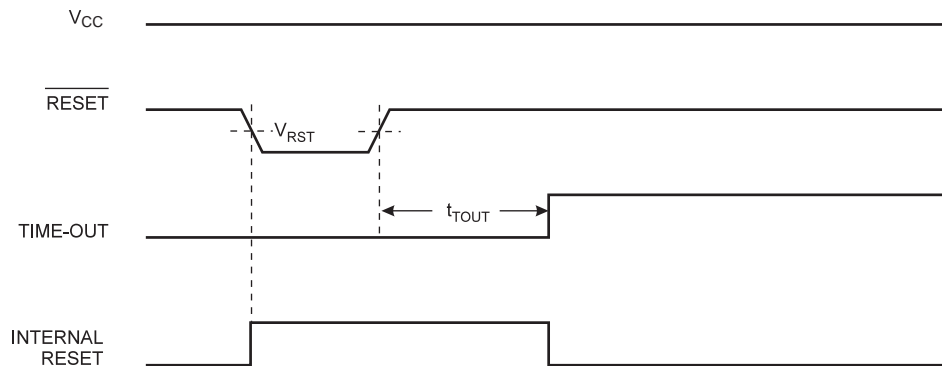 VCC
RESET
VRST
tTOUT
TIME-OUT
INTERNAL
RESET